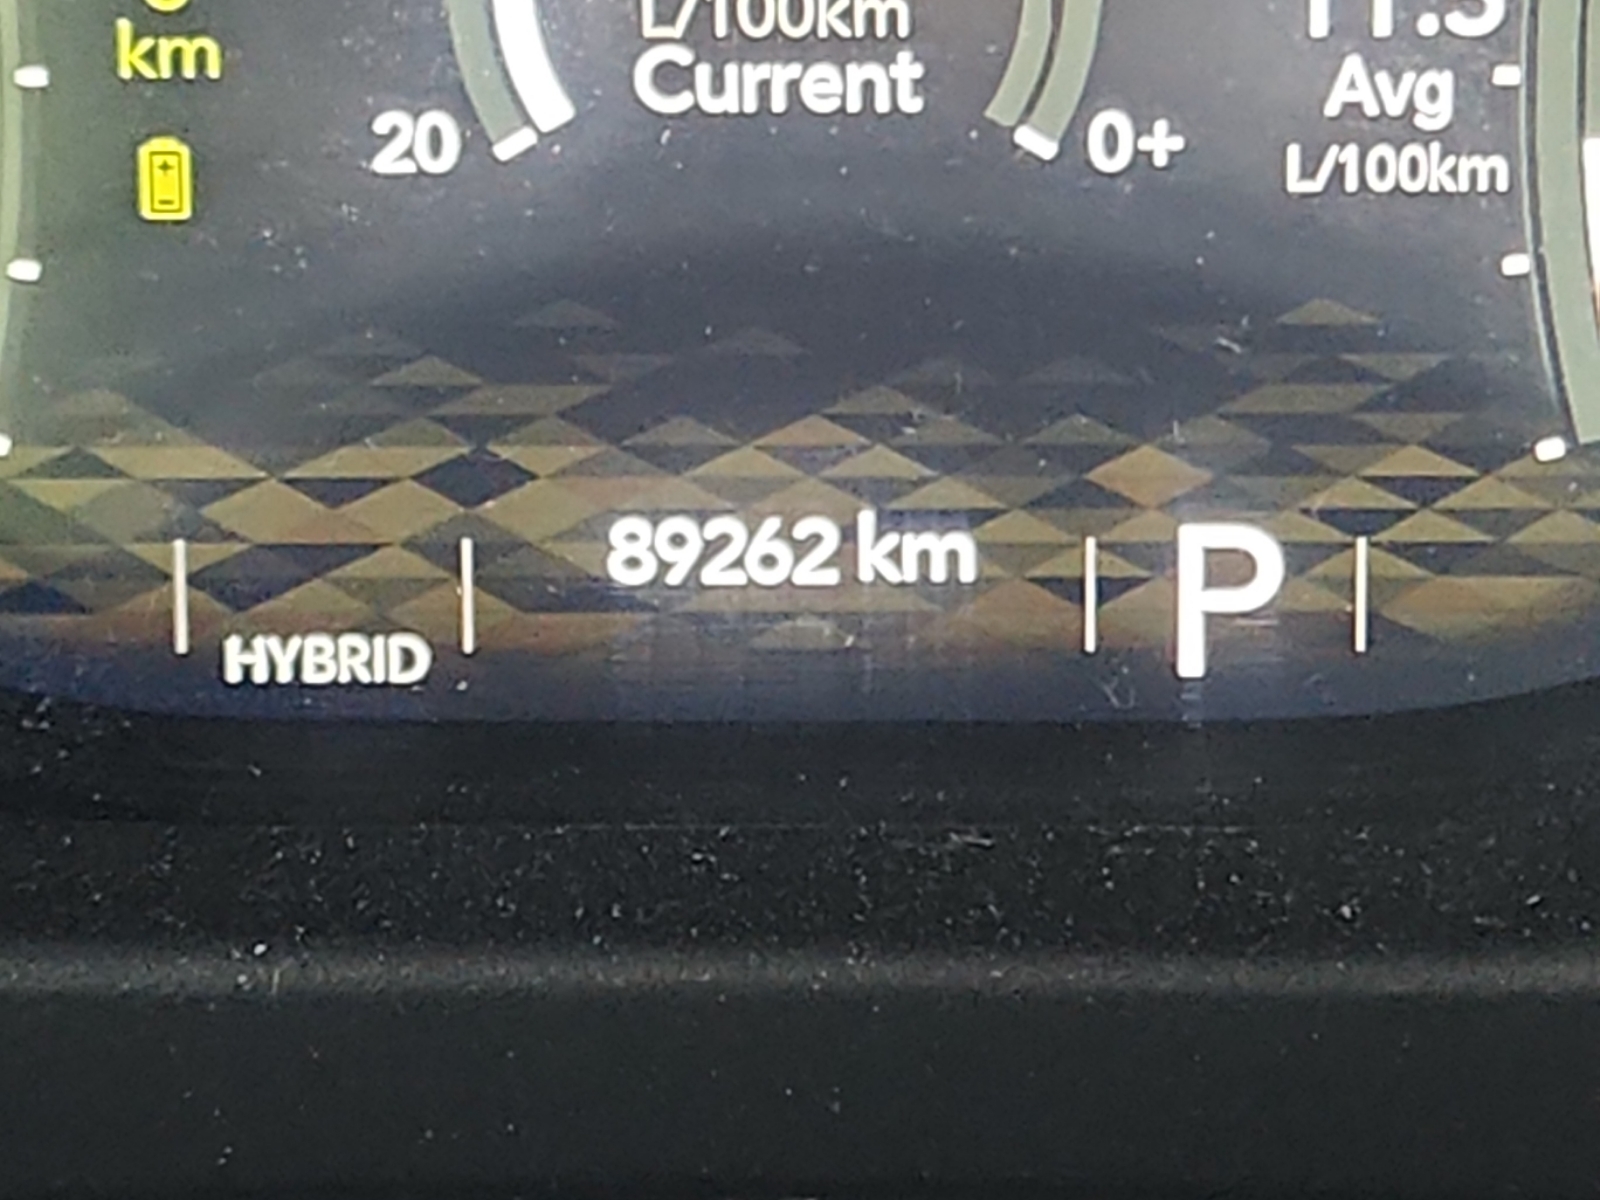 km
L/100km
Current
Avg
L/100km
20
0+
89262 km
P
HYBRID